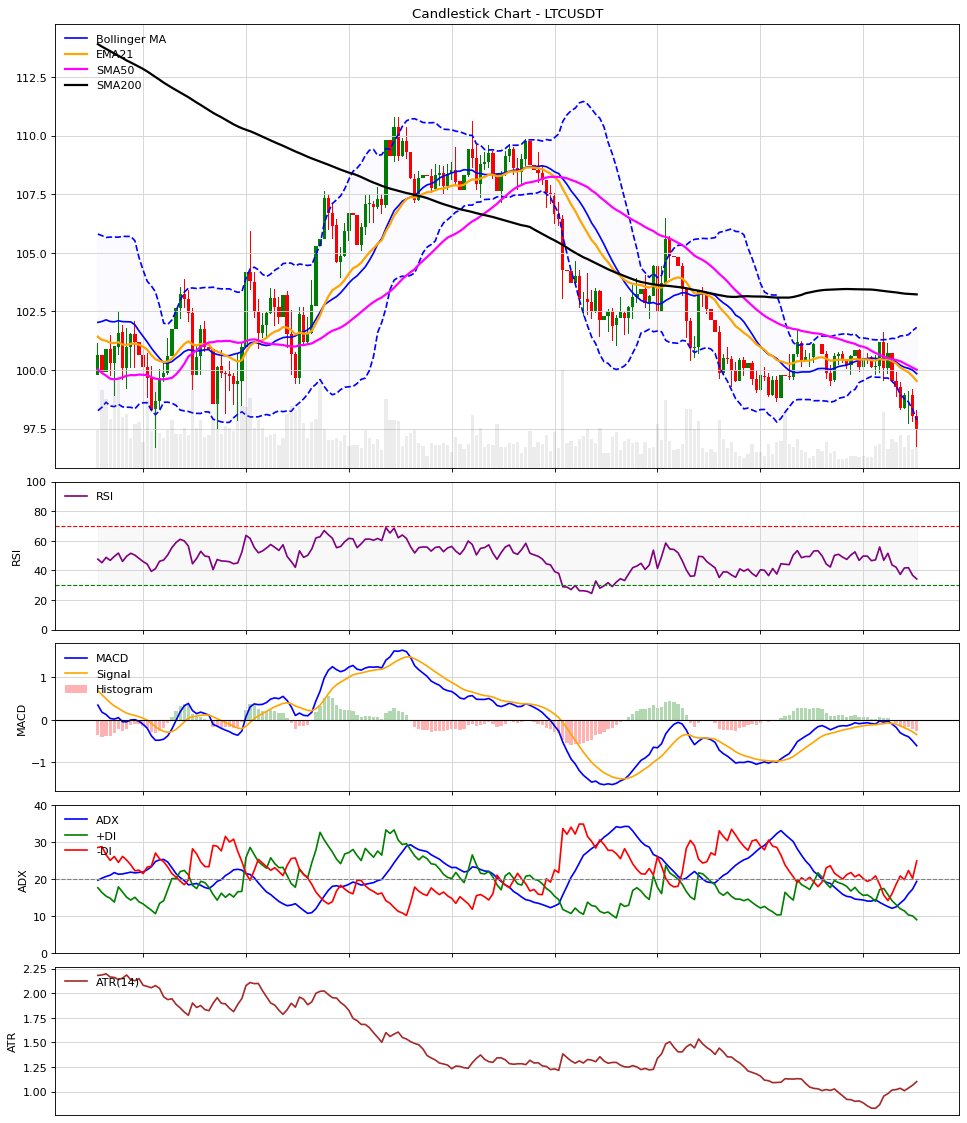 Candlestick Chart - LTCUSDT
Bollinger MA
EMA21
SMA50
SMA200
112.5
110.0
107.5
105.0
102.5
100.0
97.5
RSI
100
80
60
40
20
0
RSI
MACD
Signal
Histogram
1
0
−1
MACD
ADX
+DI
-DI
40
30
20
10
0
ADX
ATR(14)
2.25
2.00
1.75
1.50
1.25
1.00
ATR